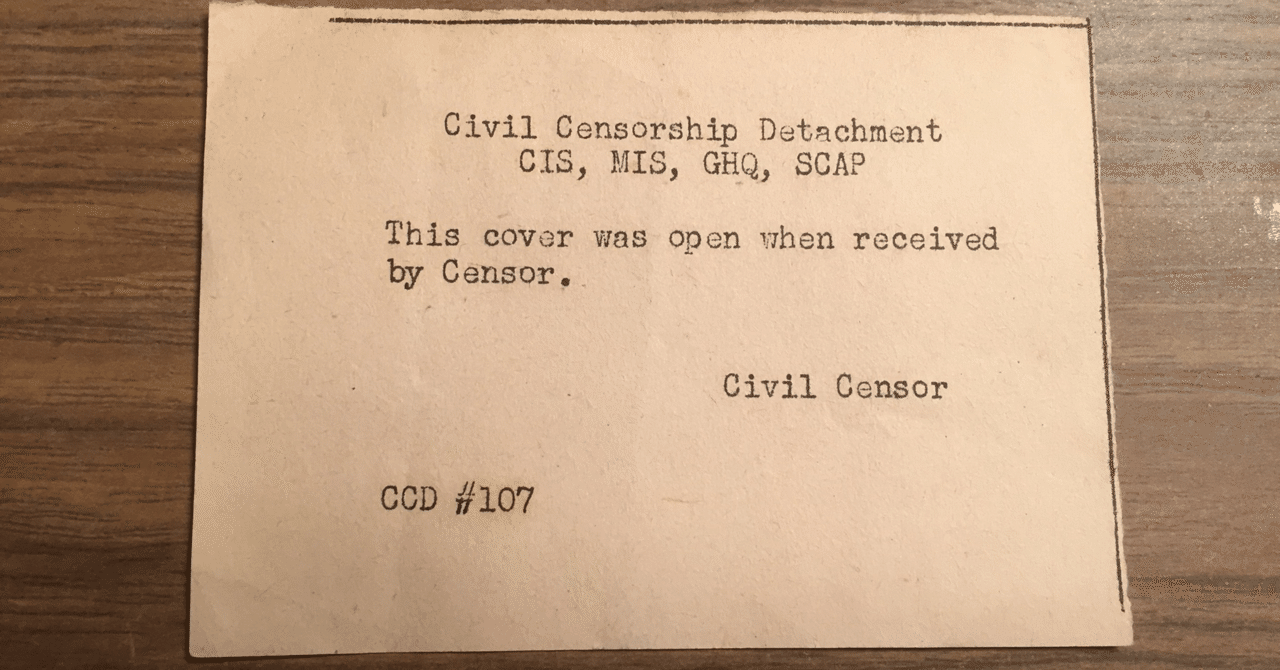 Civil Censorship Detachment
CIS, MIS, GHQ, SCAP
This cover was open when received
by Censor.
Civil Censor
CCD #107